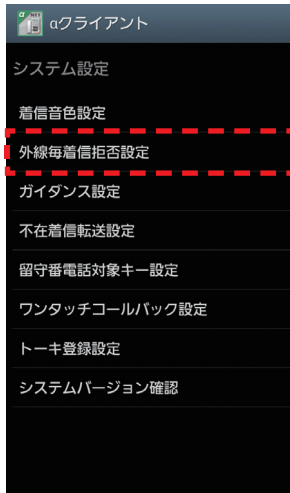 αクライアント
システム設定
着信音色設定
外線毎着信拒否設定
ガイダンス設定
不在着信転送設定
留守番電話対象キー設定
ワンタッチコールバック設定
トーキ登録設定
システムバージョン確認